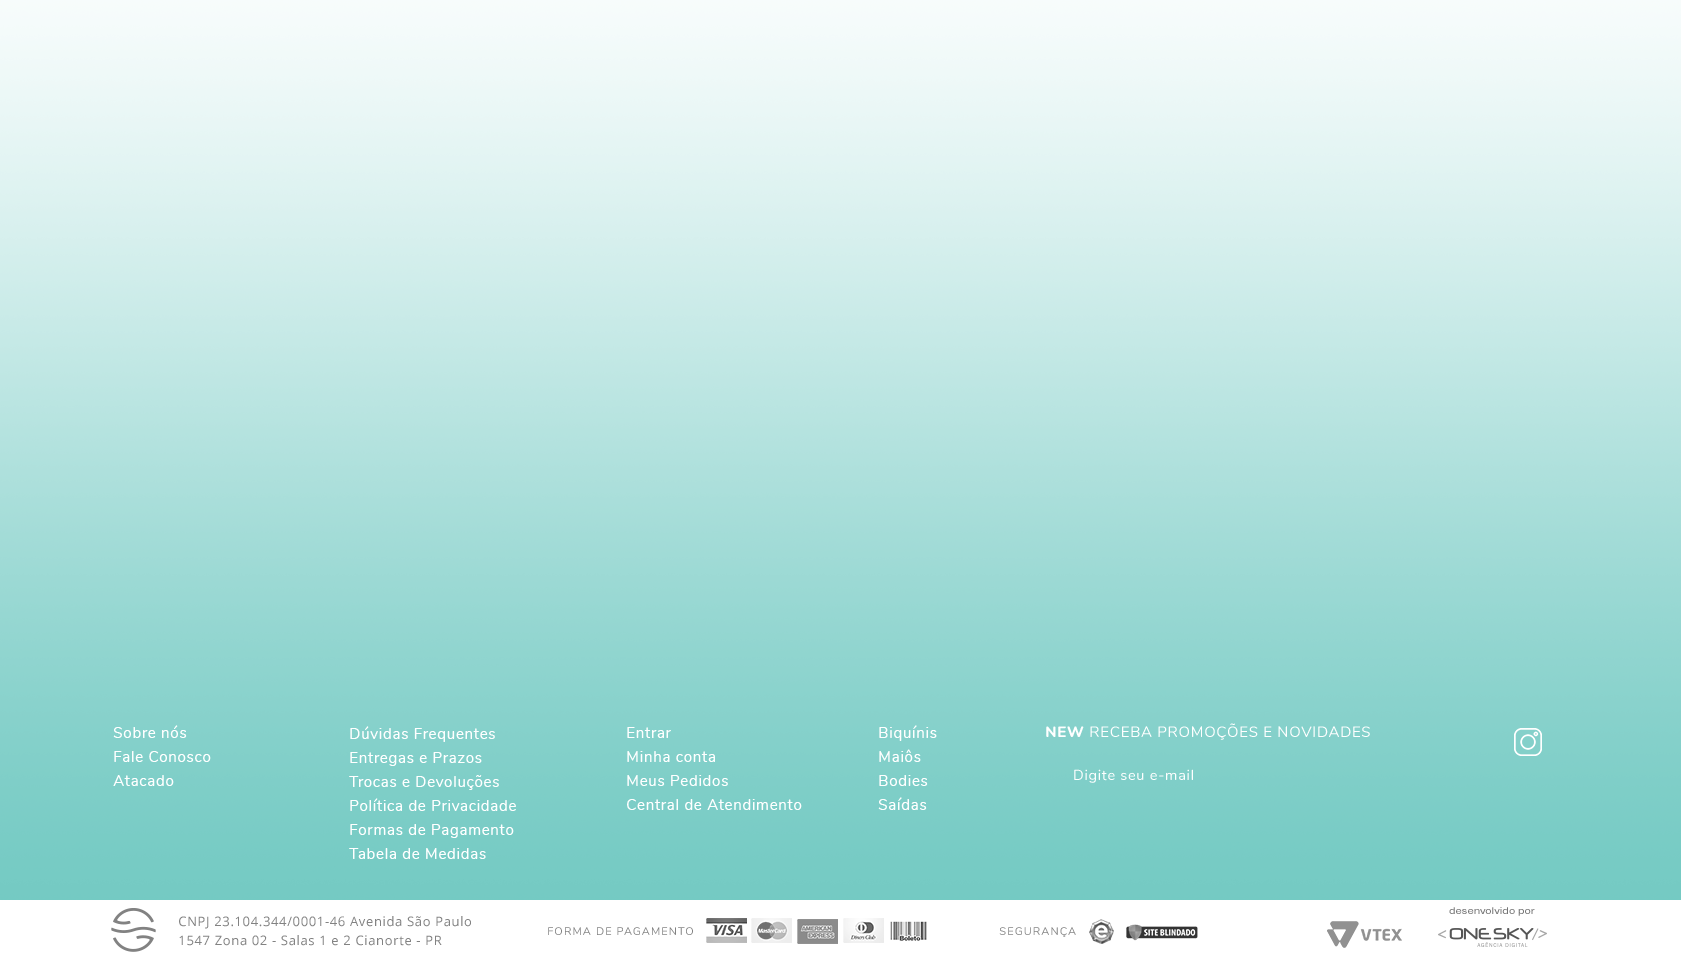 Sobre nós
Fale Conosco
Atacado
Dúvidas Frequentes
Entregas e Prazos
Trocas e Devoluções
Política de Privacidade
Formas de Pagamento
Tabela de Medidas
Entrar
Minha conta
Meus Pedidos
Central de Atendimento
Biquínis
Maiôs
Bodies
Saídas
NEW RECEBA PROMOÇÕES E NOVIDADES
Digite seu e-mail
CNPJ 23.104.344/0001-46 Avenida São Paulo
1547 Zona 02 - Salas 1 e 2 Cianorte - PR
FORMA DE PAGAMENTO
VISA
MasterCard
AMERICAN
EXPRESS
Diners Club
Boleto
SEGURANÇA
e
SITE BLINDADO
VTEX
desenvolvido por
<ONE SKY/>
AGÊNCIA DIGITAL